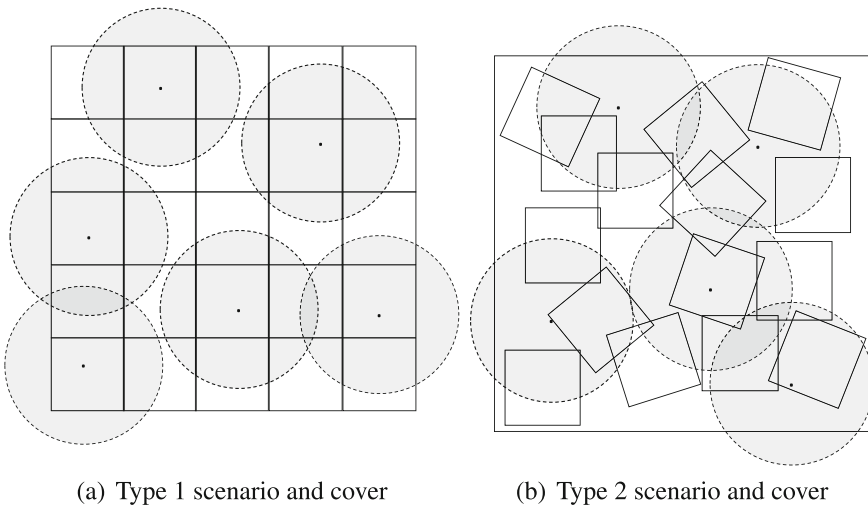 (a) Type 1 scenario and cover
(b) Type 2 scenario and cover